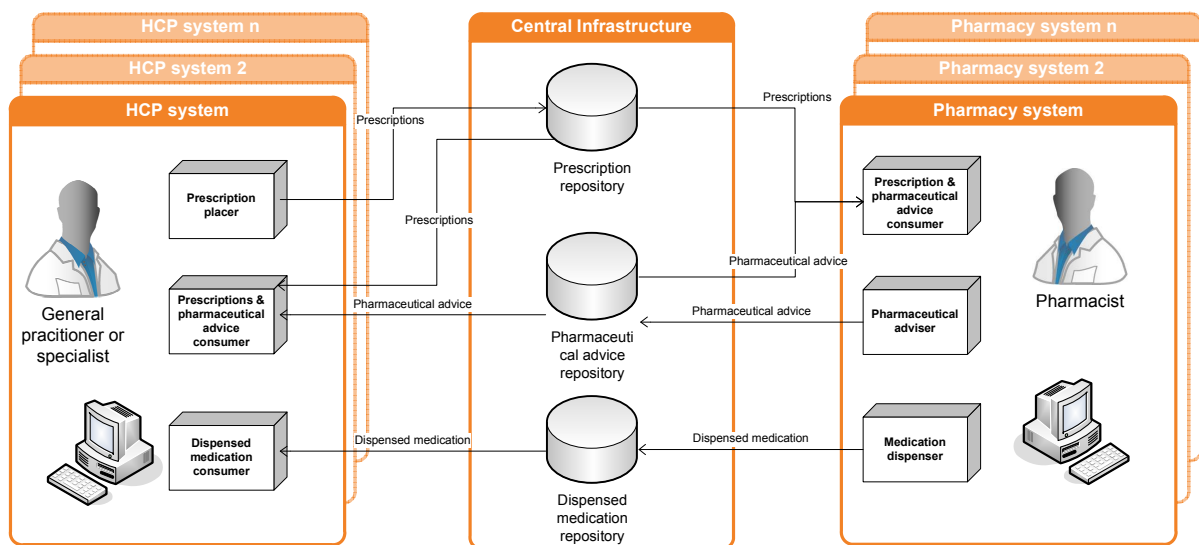 HCP system n
HCP system 2
HCP system
Prescription
placer
General
pracitioner or
specialist
Prescriptions &
pharmaceutical
advice
consumer
Dispensed
medication
consumer
Prescriptions
Prescriptions
Pharmaceutical advice
Dispensed medication
Central Infrastructure
Prescription
repository
Pharmaceuti
cal advice
repository
Dispensed
medication
repository
Prescriptions
Pharmaceutical advice
Pharmaceutical advice
Dispensed medication
Pharmacy system n
Pharmacy system 2
Pharmacy system
Prescription &
pharmaceutical
advice
consumer
Pharmacist
Pharmaceutical
adviser
Medication
dispenser